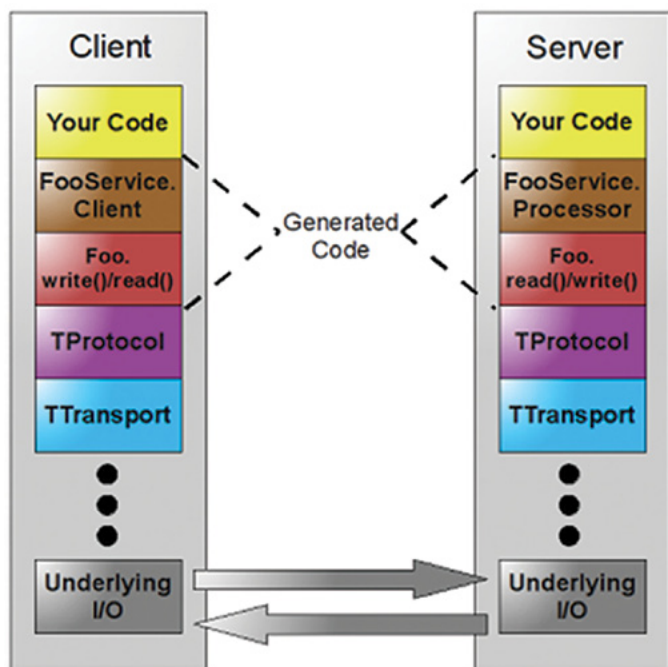 Client
Your Code
FooService.
Client
Foo.
write()/read()
TProtocol
TTransport
Underlying
I/O
Generated
Code
Server
Your Code
FooService.
Processor
Foo.
read()/write()
TProtocol
TTransport
Underlying
I/O